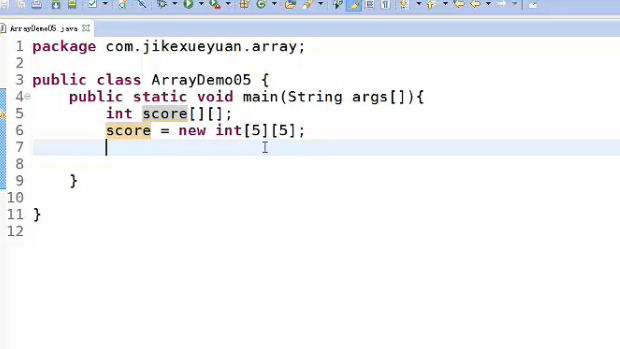 ArrayDemo05.java
1 package com.jikexueyuan.array;
2
3 public class ArrayDemo05 {
4 public static void main(String args[]){
5 int score[][];
6 score = new int[5][5];
7
8
9 }
10
11 }
12